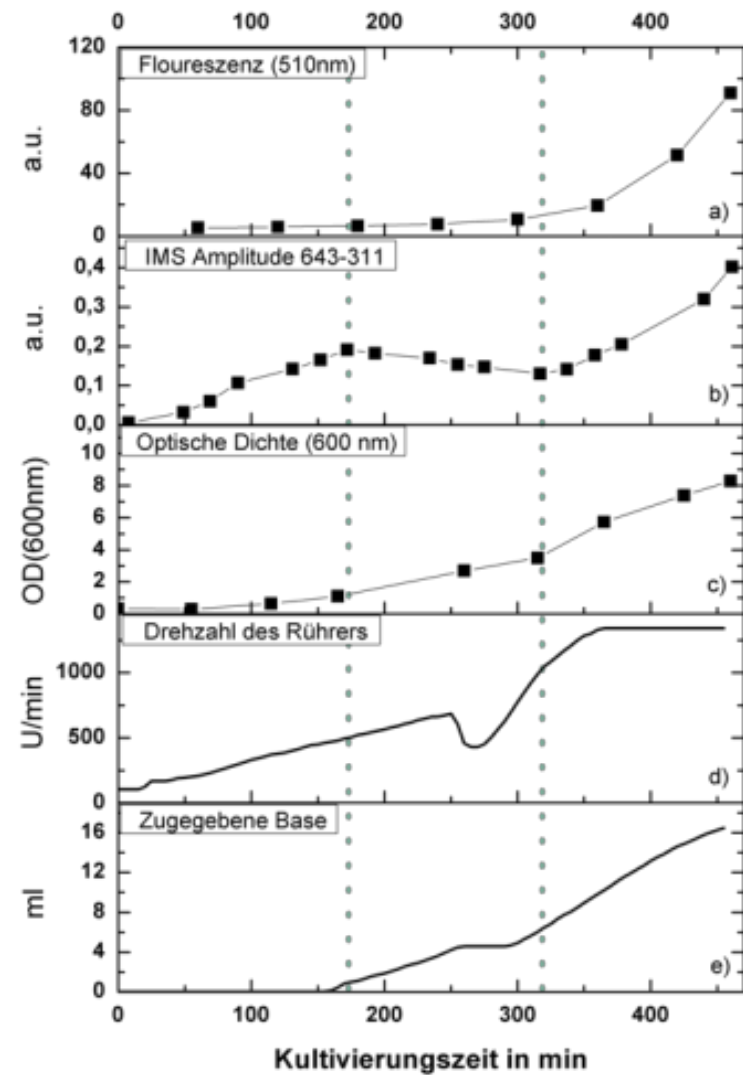 0 100 200 300 400
120
Floureszenz (510nm)
80
a.u.
40
a)
0
0,4
IMS Amplitude 643-311
0,3
a.u.
0,2
0,1
b)
0,0
10
Optische Dichte (600 nm)
8
OD(600nm)
6
4
2
c)
0
Drehzahl des Rührers
1000
U/min
500
d)
0
Zugegebene Base
16
12
ml
8
4
e)
0
0 100 200 300 400
Kultivierungszeit in min